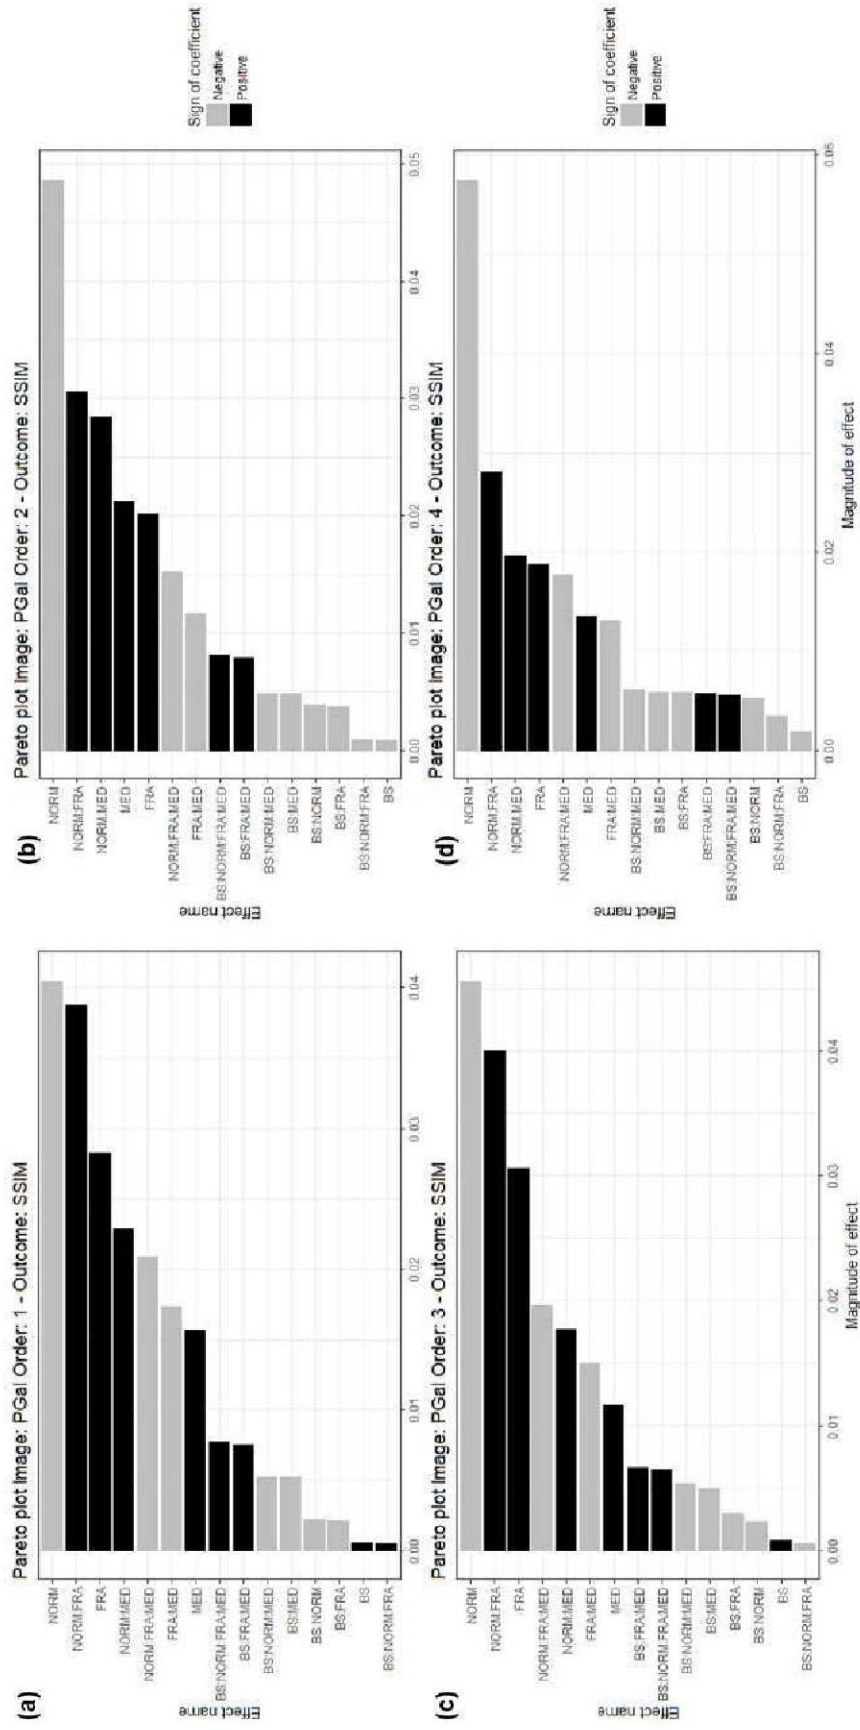 (a)
Pareto plot Image: PGal Order: 1 - Outcome: SSIM
Effect name
NORM
NORM:FRA
FRA
NORM:MED
NORM:FRA:MED
FRA:MED
MED
BS:NORM:FRA:MED
BS:FRA:MED
BS:NORM:MED
BS:MED
BS:NORM
BS:FRA
BS
BS:NORM:FRA
0.00 0.01 0.02 0.03 0.04
(b)
Pareto plot Image: PGal Order: 2 - Outcome: SSIM
Effect name
NORM
NORM:FRA
NORM:MED
MED
FRA
NORM:FRA:MED
FRA:MED
BS:NORM:FRA:MED
BS:FRA:MED
BS:NORM:MED
BS:MED
BS:NORM
BS:FRA
BS:NORM:FRA
BS
0.00 0.01 0.02 0.03 0.04 0.05
Sign of coefficient
Negative
Positive
(c)
Pareto plot Image: PGal Order: 3 - Outcome: SSIM
Effect name
NORM
NORM:FRA
FRA
NORM:FRA:MED
NORM:MED
FRA:MED
MED
BS:FRA:MED
BS:NORM:FRA:MED
BS:NORM:MED
BS:MED
BS:FRA
BS:NORM
BS
BS:NORM:FRA
0.00 0.01 0.02 0.03 0.04
Magnitude of effect
(d)
Pareto plot Image: PGal Order: 4 - Outcome: SSIM
Effect name
NORM
NORM:FRA
NORM:MED
FRA
NORM:FRA:MED
MED
FRA:MED
BS:NORM:MED
BS:MED
BS:FRA
BS:FRA:MED
BS:NORM:FRA:MED
BS:NORM
BS:NORM:FRA
BS
0.00 0.02 0.04 0.06
Magnitude of effect
Sign of coefficient
Negative
Positive